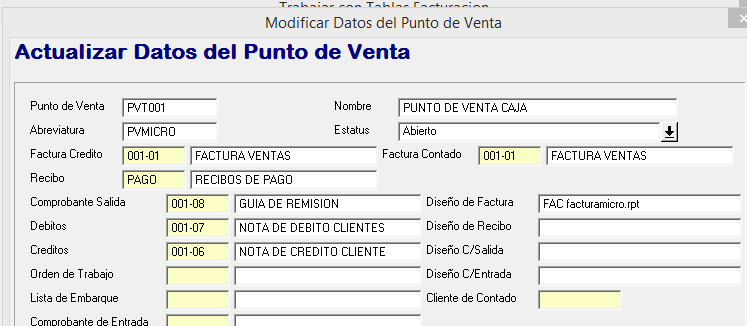 Trabajar con Tablas Facturacion
Modificar Datos del Punto de Venta
Actualizar Datos del Punto de Venta
Punto de Venta PVT001 Nombre PUNTO DE VENTA CAJA
Abreviatura PVMICRO Estatus Abierto
Factura Credito 001-01 FACTURA VENTAS Factura Contado 001-01 FACTURA VENTAS
Recibo PAGO RECIBOS DE PAGO
Comprobante Salida 001-08 GUIA DE REMISION Diseño de Factura FAC facturamicro.rpt
Debitos 001-07 NOTA DE DEBITO CLIENTES Diseño de Recibo
Creditos 001-06 NOTA DE CREDITO CLIENTE Diseño C/Salida
Orden de Trabajo Diseño C/Entrada
Lista de Embarque Cliente de Contado
Comprobante de Entrada